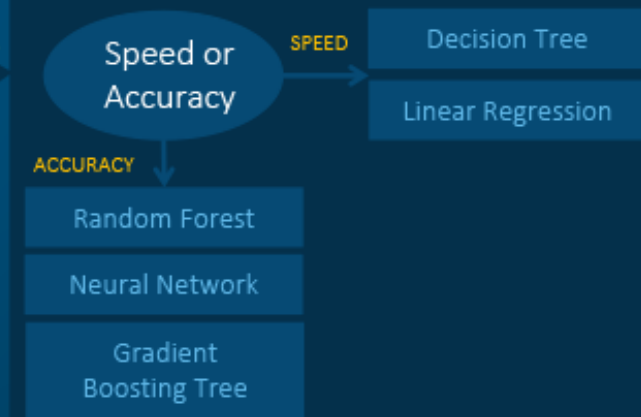 Speed or
Accuracy
SPEED
Decision Tree
Linear Regression
ACCURACY
Random Forest
Neural Network
Gradient
Boosting Tree